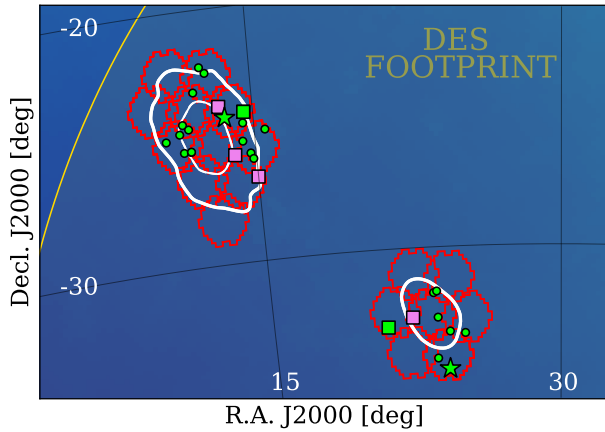 -20
DES
FOOTPRINT
-30
15
30
Decl. J2000 [deg]
R.A. J2000 [deg]